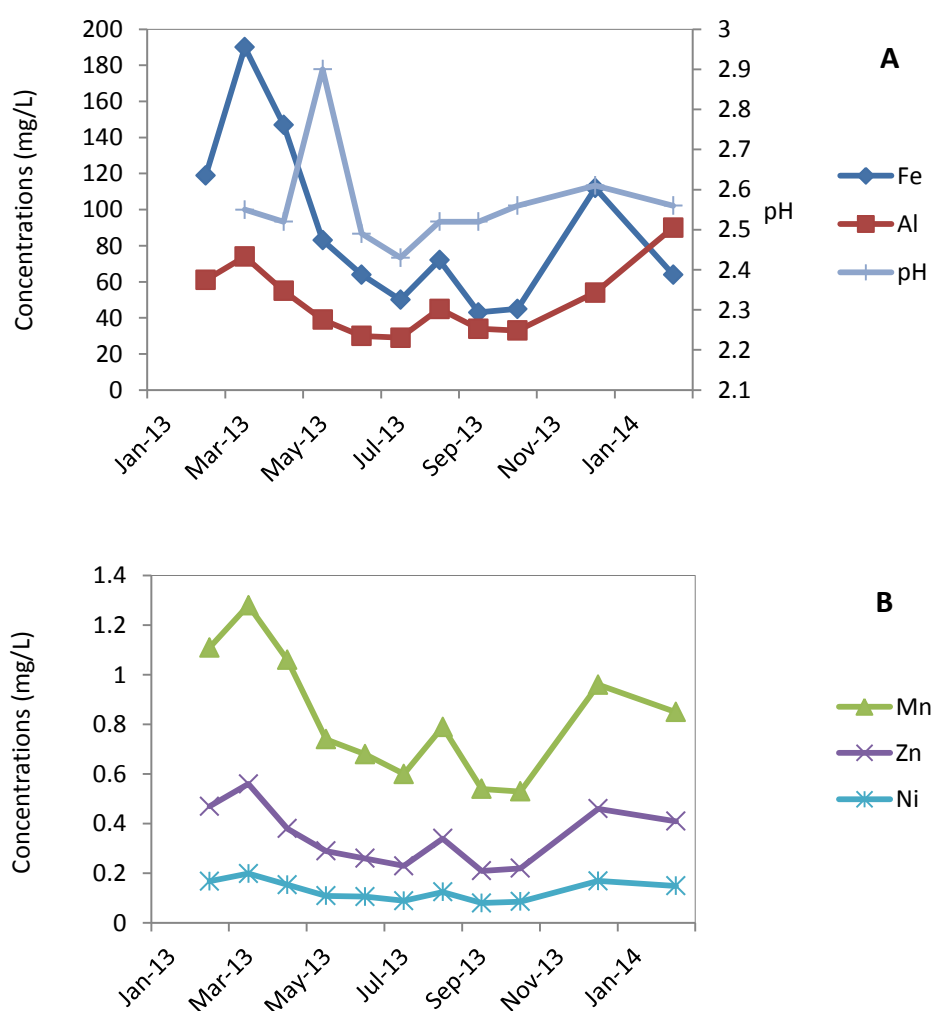 A
Concentrations (mg/L)
200
180
160
140
120
100
80
60
40
20
0
3
2.9
2.8
2.7
2.6
2.5
2.4
2.3
2.2
2.1
pH
Fe
Al
pH
Jan-13
Mar-13
May-13
Jul-13
Sep-13
Nov-13
Jan-14
B
Concentrations (mg/L)
1.4
1.2
1
0.8
0.6
0.4
0.2
0
Mn
Zn
Ni
Jan-13
Mar-13
May-13
Jul-13
Sep-13
Nov-13
Jan-14